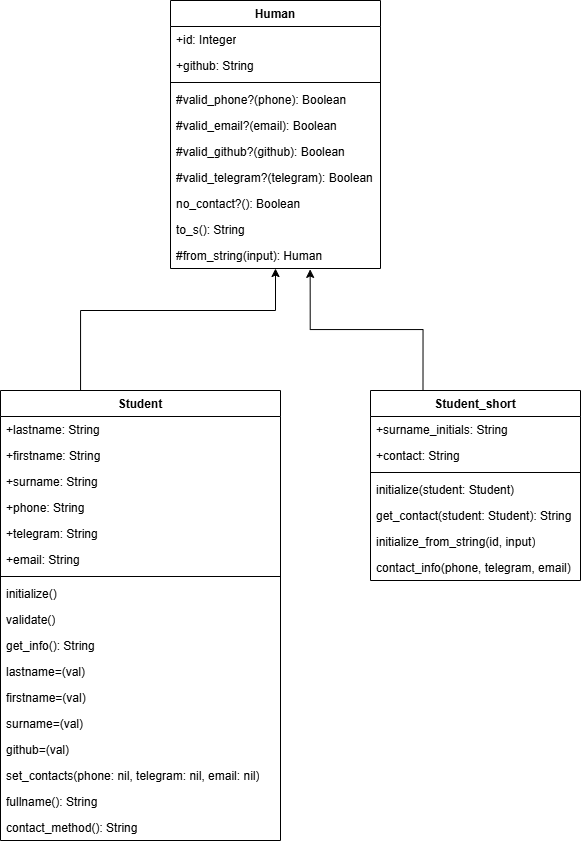 Human
+id: Integer
+github: String
#valid_phone?(phone): Boolean
#valid_email?(email): Boolean
#valid_github?(github): Boolean
#valid_telegram?(telegram): Boolean
no_contact?(): Boolean
to_s(): String
#from_string(input): Human
Student
+lastname: String
+firstname: String
+surname: String
+phone: String
+telegram: String
+email: String
initialize()
validate()
get_info(): String
lastname=(val)
firstname=(val)
surname=(val)
github=(val)
set_contacts(phone: nil, telegram: nil, email: nil)
fullname(): String
contact_method(): String
Student_short
+surname_initials: String
+contact: String
initialize(student: Student)
get_contact(student: Student): String
initialize_from_string(id, input)
contact_info(phone, telegram, email)